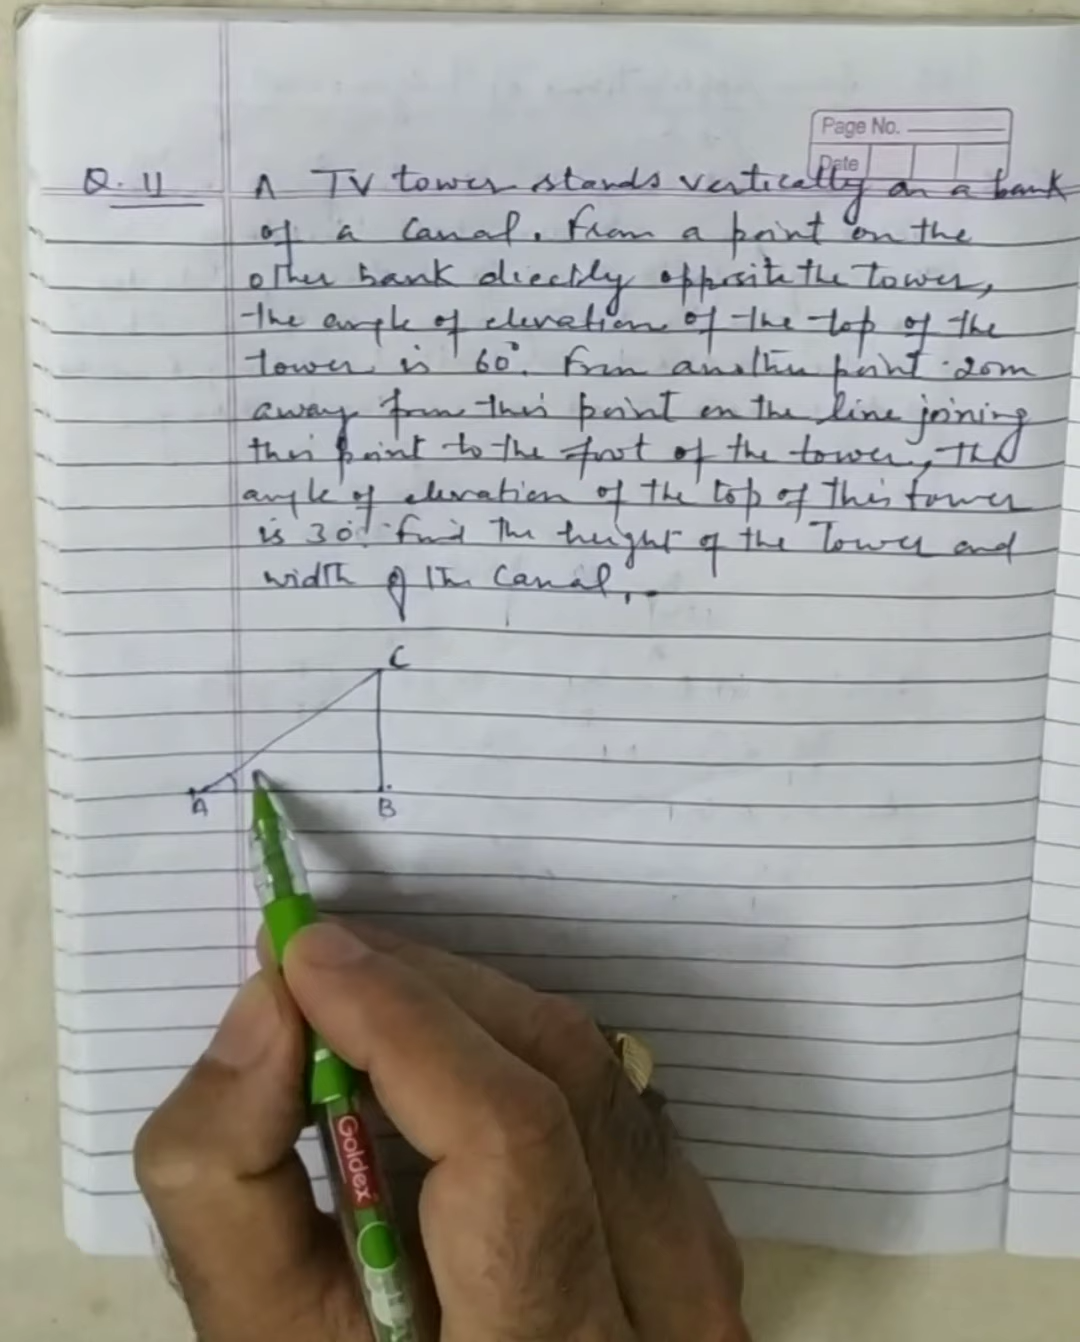 Page No.
Date
Q. 11 A TV tower stands vertically on a bank
of a canal. From a point on the
other bank directly opposite the tower,
the angle of elevation of the top of the
tower is 60°. From another point 20m
away from this point on the line joining
this point to the foot of the tower, the
angle of elevation of the top of this tower
is 30°. find the height of the Tower and
width of the Canal.
C
A
B
Goldex